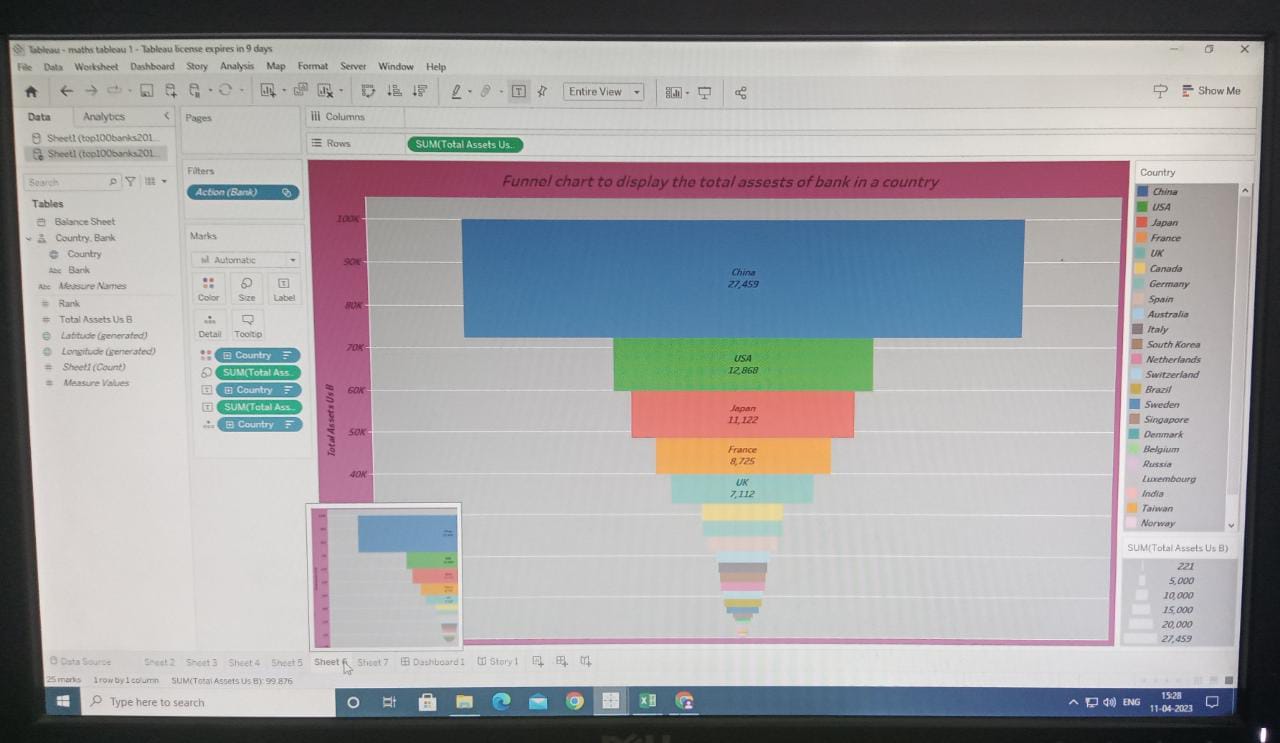 Tableau - maths tableau 1 - Tableau license expires in 9 days
File Data Worksheet Dashboard Story Analysis Map Format Server Window Help
Entire View
Show Me
Data Analytics
Sheet1 (top100banks201...
Sheet1 (top100banks201...
Search
Tables
Balance Sheet
Country, Bank
Country
Abc Bank
Abc Measure Names
# Rank
# Total Assets Us B
Latitude (generated)
Longitude (generated)
# Sheet1 (Count)
# Measure Values
Pages
Filters
Action (Bank)
Marks
Automatic
Color Size Label
Detail Tooltip
Country
SUM(Total Ass..
Country
SUM(Total Ass..
Country
Columns
Rows
SUM(Total Assets Us..
Funnel chart to display the total assests of bank in a country
Total Assets Us B
100K
90K
80K
70K
60K
50K
40K
China
27,459
USA
12,868
Japan
11,122
France
8,725
UK
7,112
Country
China
USA
Japan
France
UK
Canada
Germany
Spain
Australia
Italy
South Korea
Netherlands
Switzerland
Brazil
Sweden
Singapore
Denmark
Belgium
Russia
Luxembourg
India
Taiwan
Norway
SUM(Total Assets Us B)
221
5,000
10,000
15,000
20,000
27,459
Data Source Sheet 2 Sheet 3 Sheet 4 Sheet 5 Sheet 6 Sheet 7 Dashboard 1 Story 1
25 marks 1 row by 1 column SUM(Total Assets Us B): 99,876
Type here to search
ENG
15:28
11-04-2023
DELL